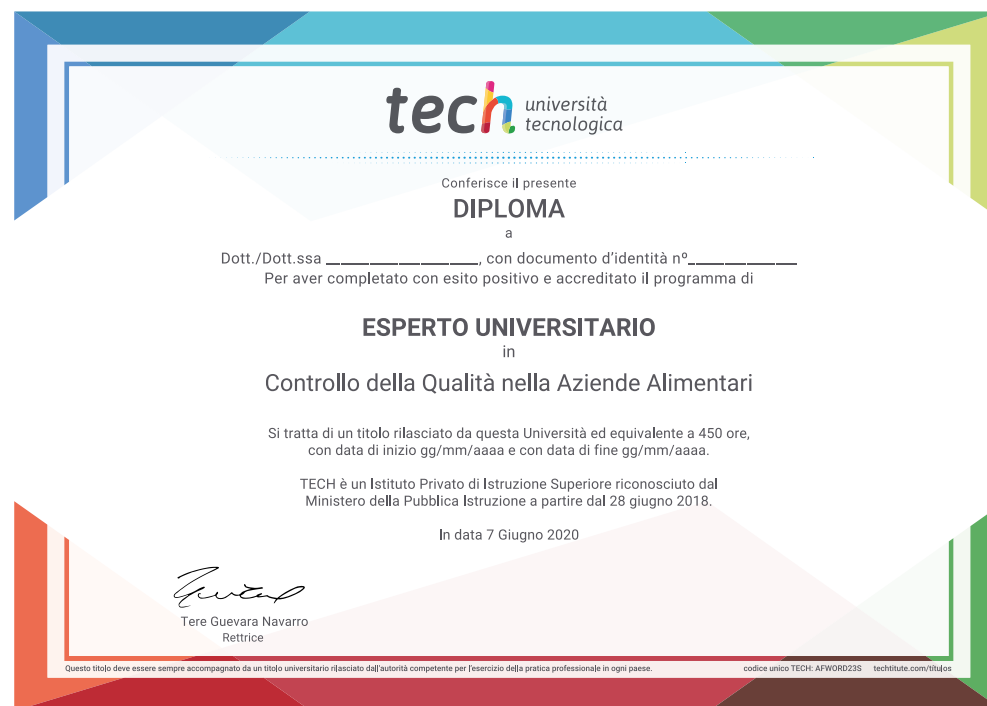 tech università
tecnologica
Conferisce il presente
DIPLOMA
a
Dott./Dott.ssa ____________________, con documento d'identità nº______________
Per aver completato con esito positivo e accreditato il programma di
ESPERTO UNIVERSITARIO
in
Controllo della Qualità nella Aziende Alimentari
Si tratta di un titolo rilasciato da questa Università ed equivalente a 450 ore,
con data di inizio gg/mm/aaaa e con data di fine gg/mm/aaaa.
TECH è un Istituto Privato di Istruzione Superiore riconosciuto dal
Ministero della Pubblica Istruzione a partire dal 28 giugno 2018.
In data 7 Giugno 2020
Tere Guevara Navarro
Rettrice
Questo titolo deve essere sempre accompagnato da un titolo universitario rilasciato dall'autorità competente per l'esercizio della pratica professionale in ogni paese.
codice unico TECH: AFWORD23S techtitute.com/títulos